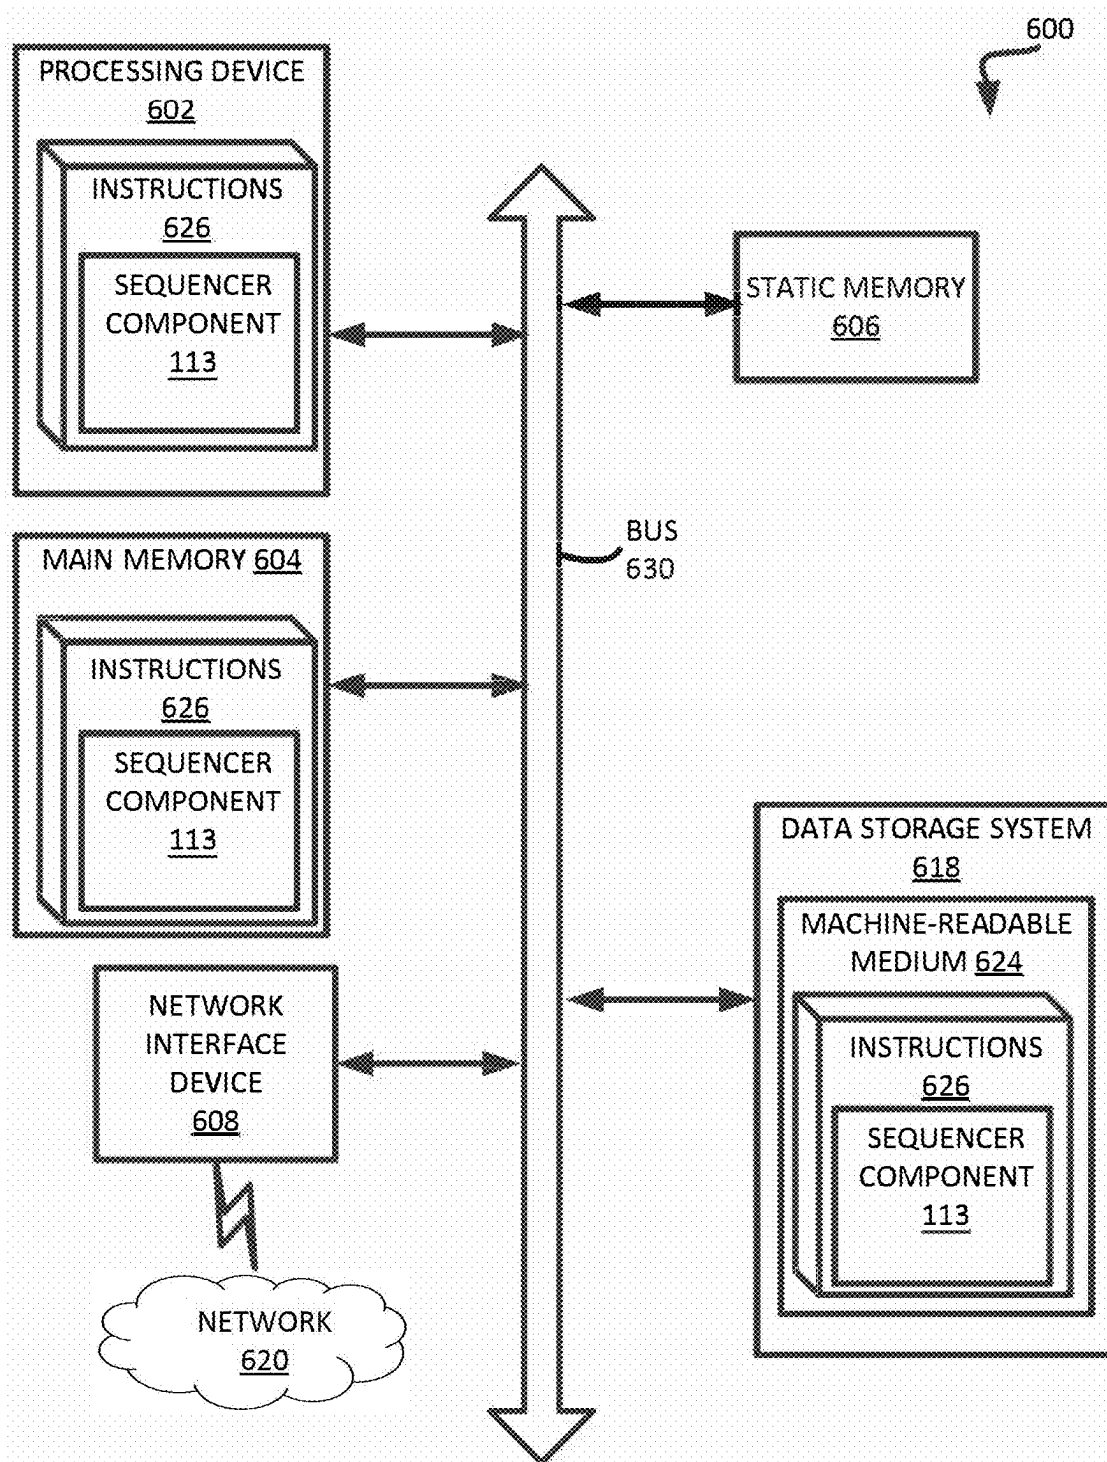 600
PROCESSING DEVICE
602
INSTRUCTIONS
626
SEQUENCER
COMPONENT
113
STATIC MEMORY
606
BUS
630
MAIN MEMORY 604
INSTRUCTIONS
626
SEQUENCER
COMPONENT
113
DATA STORAGE SYSTEM
618
MACHINE-READABLE
MEDIUM 624
INSTRUCTIONS
626
SEQUENCER
COMPONENT
113
NETWORK
INTERFACE
DEVICE
608
NETWORK
620